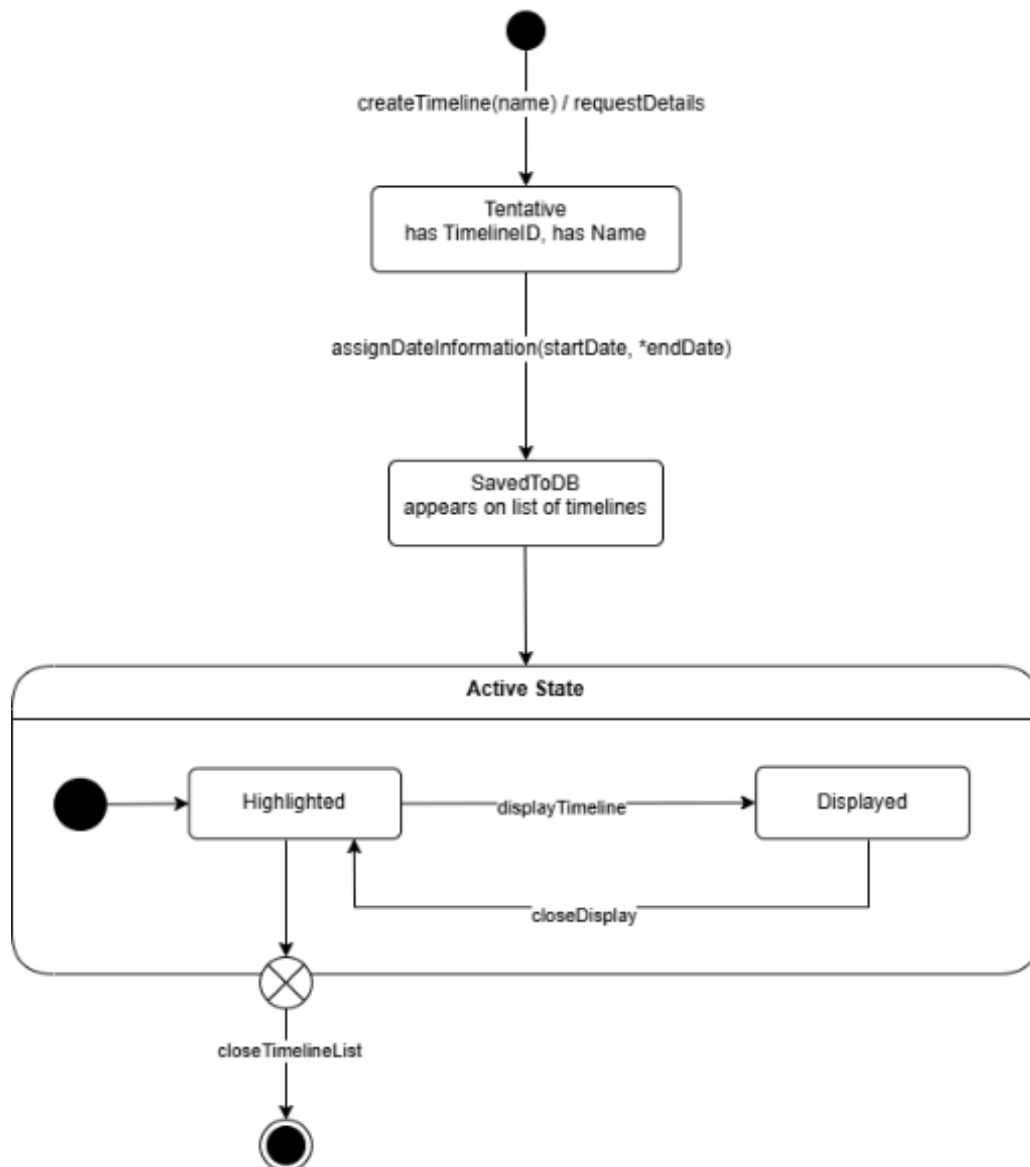 createTimeline(name) / requestDetails
Tentative
has TimelineID, has Name
assignDateInformation(startDate, *endDate)
SavedToDB
appears on list of timelines
Active State
Highlighted
displayTimeline
Displayed
closeDisplay
closeTimelineList